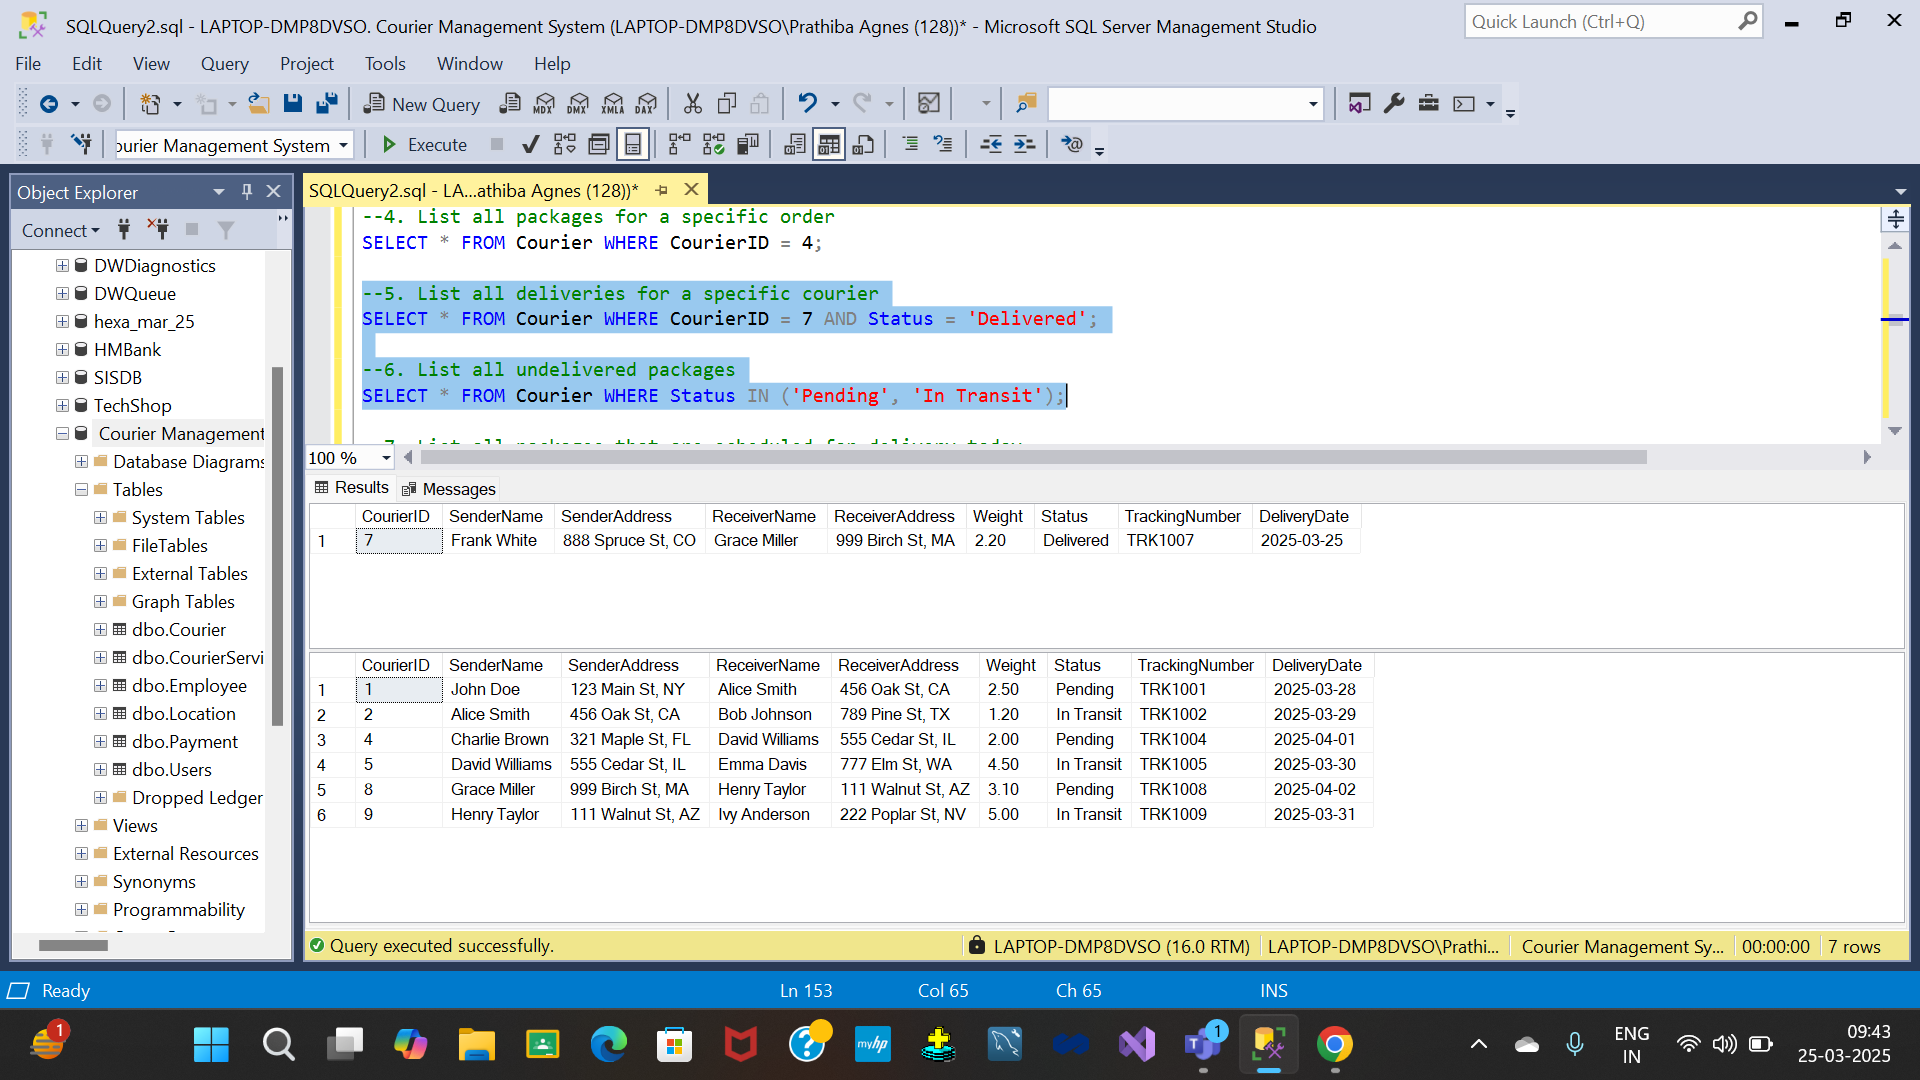 SQLQuery2.sql - LAPTOP-DMP8DVSO. Courier Management System (LAPTOP-DMP8DVSO\Prathiba Agnes (128))* - Microsoft SQL Server Management Studio
Quick Launch (Ctrl+Q)
File Edit View Query Project Tools Window Help
New Query MDX DMX XMLA DAX
ourier Management System Execute
Object Explorer
SQLQuery2.sql - LA...athiba Agnes (128))*
Connect
DWDiagnostics
DWQueue
hexa_mar_25
HMBank
SISDB
TechShop
Courier Management
Database Diagrams
Tables
System Tables
FileTables
External Tables
Graph Tables
dbo.Courier
dbo.CourierServi
dbo.Employee
dbo.Location
dbo.Payment
dbo.Users
Dropped Ledger
Views
External Resources
Synonyms
Programmability
--4. List all packages for a specific order
SELECT * FROM Courier WHERE CourierID = 4;
--5. List all deliveries for a specific courier
SELECT * FROM Courier WHERE CourierID = 7 AND Status = 'Delivered';
--6. List all undelivered packages
SELECT * FROM Courier WHERE Status IN ('Pending', 'In Transit');
--7. List all packages that are scheduled for delivery today
100 %
Results Messages
CourierID SenderName SenderAddress ReceiverName ReceiverAddress Weight Status TrackingNumber DeliveryDate
1 7 Frank White 888 Spruce St, CO Grace Miller 999 Birch St, MA 2.20 Delivered TRK1007 2025-03-25
CourierID SenderName SenderAddress ReceiverName ReceiverAddress Weight Status TrackingNumber DeliveryDate
1 1 John Doe 123 Main St, NY Alice Smith 456 Oak St, CA 2.50 Pending TRK1001 2025-03-28
2 2 Alice Smith 456 Oak St, CA Bob Johnson 789 Pine St, TX 1.20 In Transit TRK1002 2025-03-29
3 4 Charlie Brown 321 Maple St, FL David Williams 555 Cedar St, IL 2.00 Pending TRK1004 2025-04-01
4 5 David Williams 555 Cedar St, IL Emma Davis 777 Elm St, WA 4.50 In Transit TRK1005 2025-03-30
5 8 Grace Miller 999 Birch St, MA Henry Taylor 111 Walnut St, AZ 3.10 Pending TRK1008 2025-04-02
6 9 Henry Taylor 111 Walnut St, AZ Ivy Anderson 222 Poplar St, NV 5.00 In Transit TRK1009 2025-03-31
Query executed successfully. LAPTOP-DMP8DVSO (16.0 RTM) LAPTOP-DMP8DVSO\Prathi... Courier Management Sy... 00:00:00 7 rows
Ready Ln 153 Col 65 Ch 65 INS
1 myhp 1
ENG
IN
09:43
25-03-2025